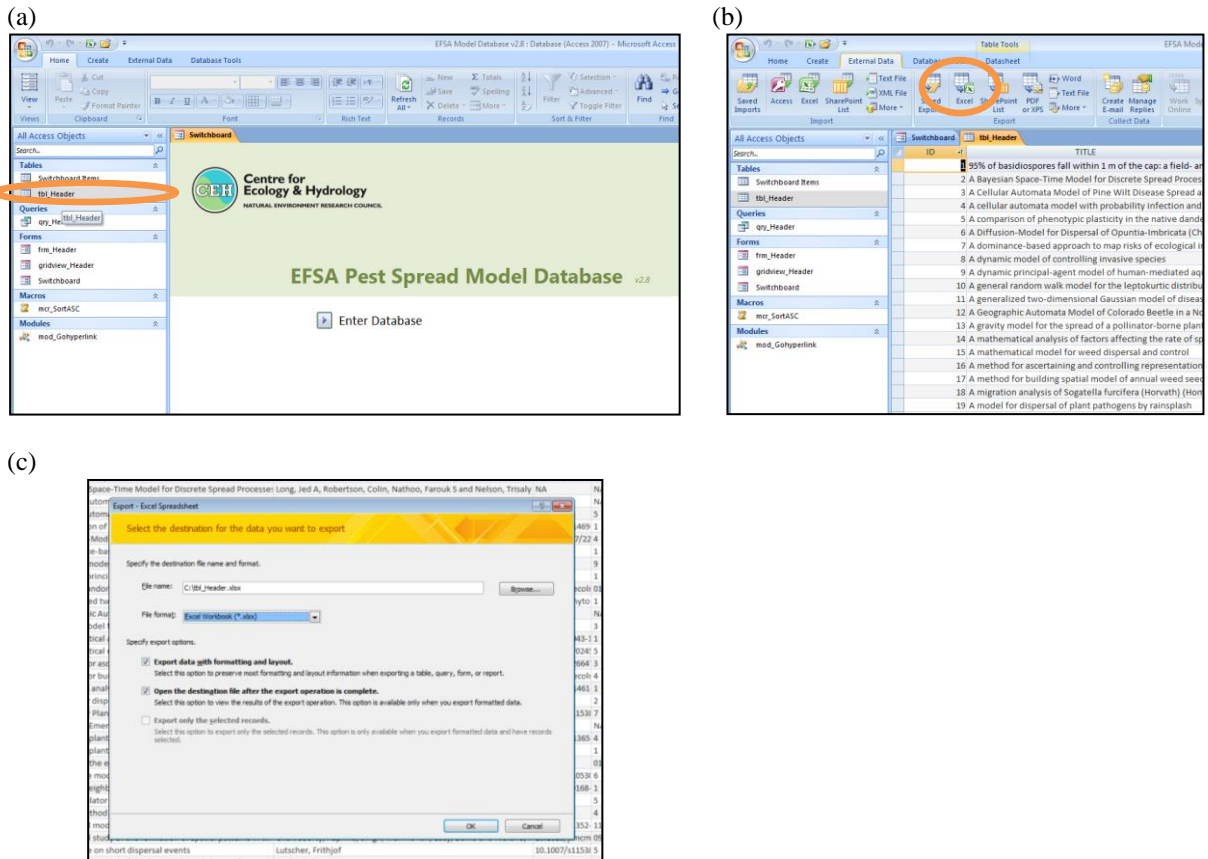 (a)
EFSA Model Database v2.8 : Database (Access 2007) - Microsoft Access
Home Create External Data Database Tools
View
Paste
Cut
Copy
Format Painter
Refresh All
New
Save
Delete
More
Totals
Spelling
Filter
Selection
Advanced
Toggle Filter
Find
Views Clipboard Font Rich Text Records Sort & Filter Find
All Access Objects
Search..
Tables
Switchboard Items
tbl_Header
Queries
tbl_Header
Forms
frm_Header
gridview_Header
Switchboard
Macros
mcr_SortASC
Modules
mod_Gohyperlink
Switchboard
CEH
Centre for
Ecology & Hydrology
NATURAL ENVIRONMENT RESEARCH COUNCIL
EFSA Pest Spread Model Database v2.8
Enter Database
(b)
Table Tools
Home Create External Data Datasheet
Saved Imports
Access
Excel
SharePoint List
Text File
XML File
More
Excel
PDF or XPS
Word
Text File
More
Create E-mail
Manage Replies
Work Online
Import Export Collect Data
All Access Objects
Search..
Tables
Switchboard Items
tbl_Header
Queries
qry_Header
Forms
frm_Header
gridview_Header
Switchboard
Macros
mcr_SortASC
Modules
mod_Gohyperlink
Switchboard tbl_Header
ID TITLE
1 95% of basidiospores fall within 1 m of the cap: a field- an
2 A Bayesian Space-Time Model for Discrete Spread Proces
3 A Cellular Automata Model of Pine Wilt Disease Spread a
4 A cellular automata model with probability infection and
5 A comparison of phenotypic plasticity in the native dande
6 A Diffusion-Model for Dispersal of Opuntia-Imbricata (Ch
7 A dominance-based approach to map risks of ecological i
8 A dynamic model of controlling invasive species
9 A dynamic principal-agent model of human-mediated aq
10 A general random walk model for the leptokurtic distribu
11 A generalized two-dimensional Gaussian model of diseas
12 A Geographic Automata Model of Colorado Beetle in a No
13 A gravity model for the spread of a pollinator-borne plant
14 A mathematical analysis of factors affecting the rate of sp
15 A mathematical model for weed dispersal and control
16 A method for ascertaining and controlling representation
17 A method for building spatial model of annual weed seed
18 A migration analysis of Sogatella furcifera (Horvath) (Hom
19 A model for dispersal of plant pathogens by rainsplash
(c)
Space-Time Model for Discrete Spread Processes Long, Jed A, Robertson, Colin, Nathoo, Farouk S and Nelson, Trisaly NA
Export - Excel Spreadsheet
Select the destination for the data you want to export
Specify the destination file name and format.
File name: C:\tbl_Header.xlsx Browse...
File format: Excel Workbook (*.xlsx)
Specify export options.
Export data with formatting and layout.
Select this option to preserve most formatting and layout information when exporting a table, query, form, or report.
Open the destination file after the export operation is complete.
Select this option to view the results of the export operation. This option is available only when you export formatted data.
Export only the selected records.
Select this option to export only the selected records. This option is only available when you export formatted data and have records selected.
OK Cancel
on short dispersal events Lutscher, Frithjof 10.1007/s1153